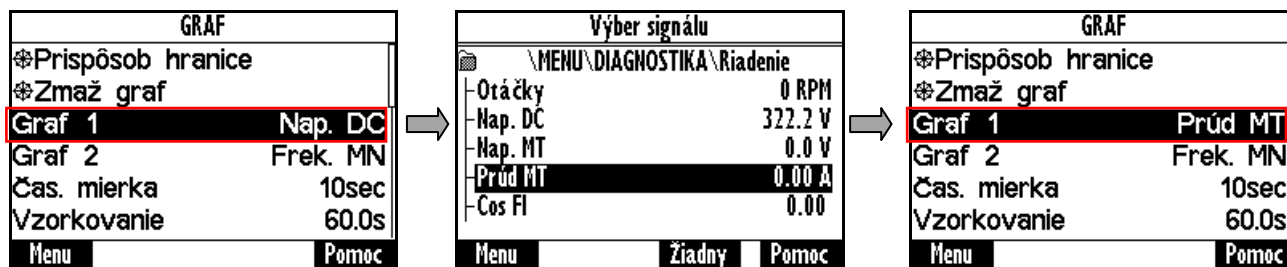 GRAF
Prispôsob hranice
Zmaž graf
Graf 1 Nap. DC
Graf 2 Frek. MN
Čas. mierka 10sec
Vzorkovanie 60.0s
Menu Pomoc
Výber signálu
\MENU\DIAGNOSTIKA\Riadenie
Otáčky 0 RPM
Nap. DC 322.2 V
Nap. MT 0.0 V
Prúd MT 0.00 A
Cos FI 0.00
Menu Žiadny Pomoc
GRAF
Prispôsob hranice
Zmaž graf
Graf 1 Prúd MT
Graf 2 Frek. MN
Čas. mierka 10sec
Vzorkovanie 60.0s
Menu Pomoc